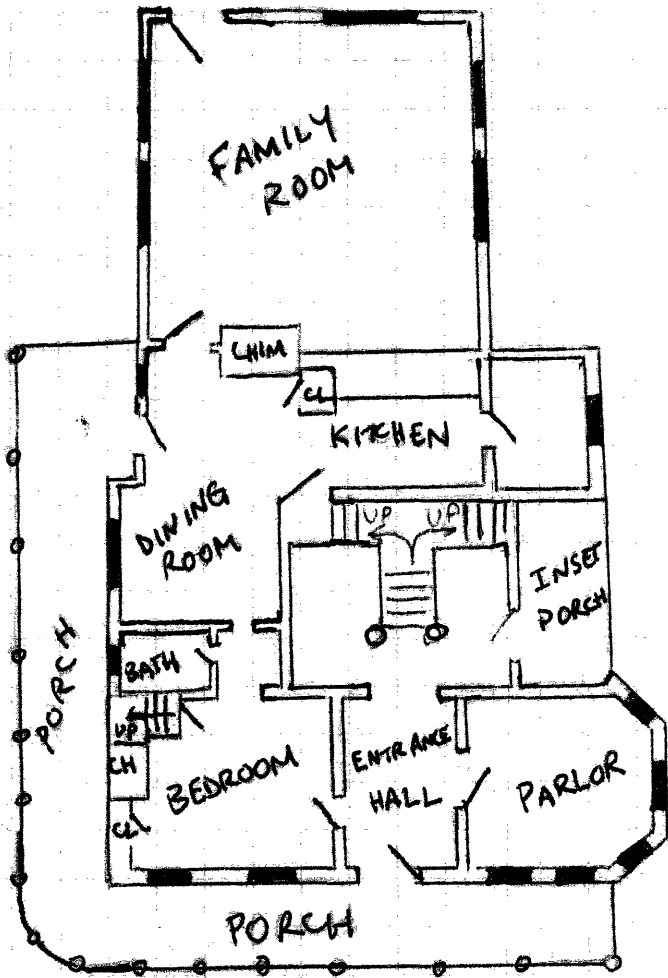 FAMILY
ROOM
CHIM
CL
KITCHEN
DINING
ROOM
UP
UP
INSET
PORCH
BATH
PORCH
UP
CH
BEDROOM
ENTRANCE
HALL
PARLOR
CL
PORCH